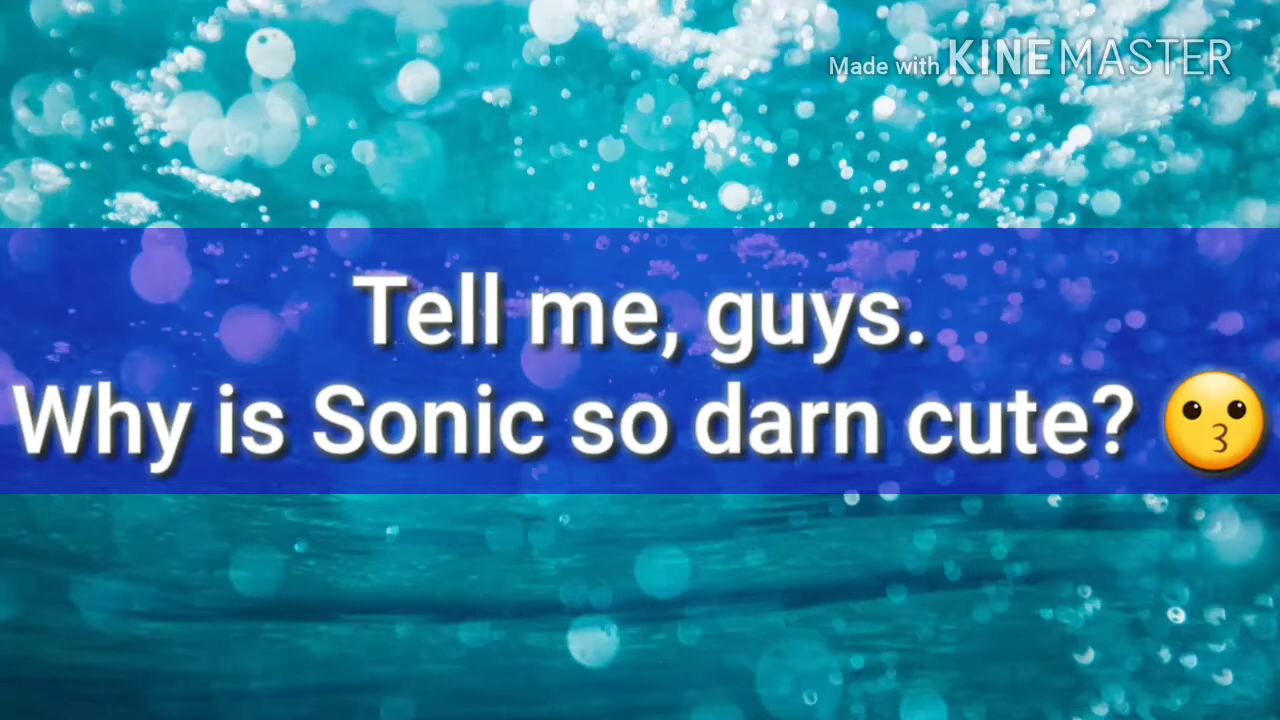 Made with KINEMASTER
Tell me, guys.
Why is Sonic so darn cute? 😗